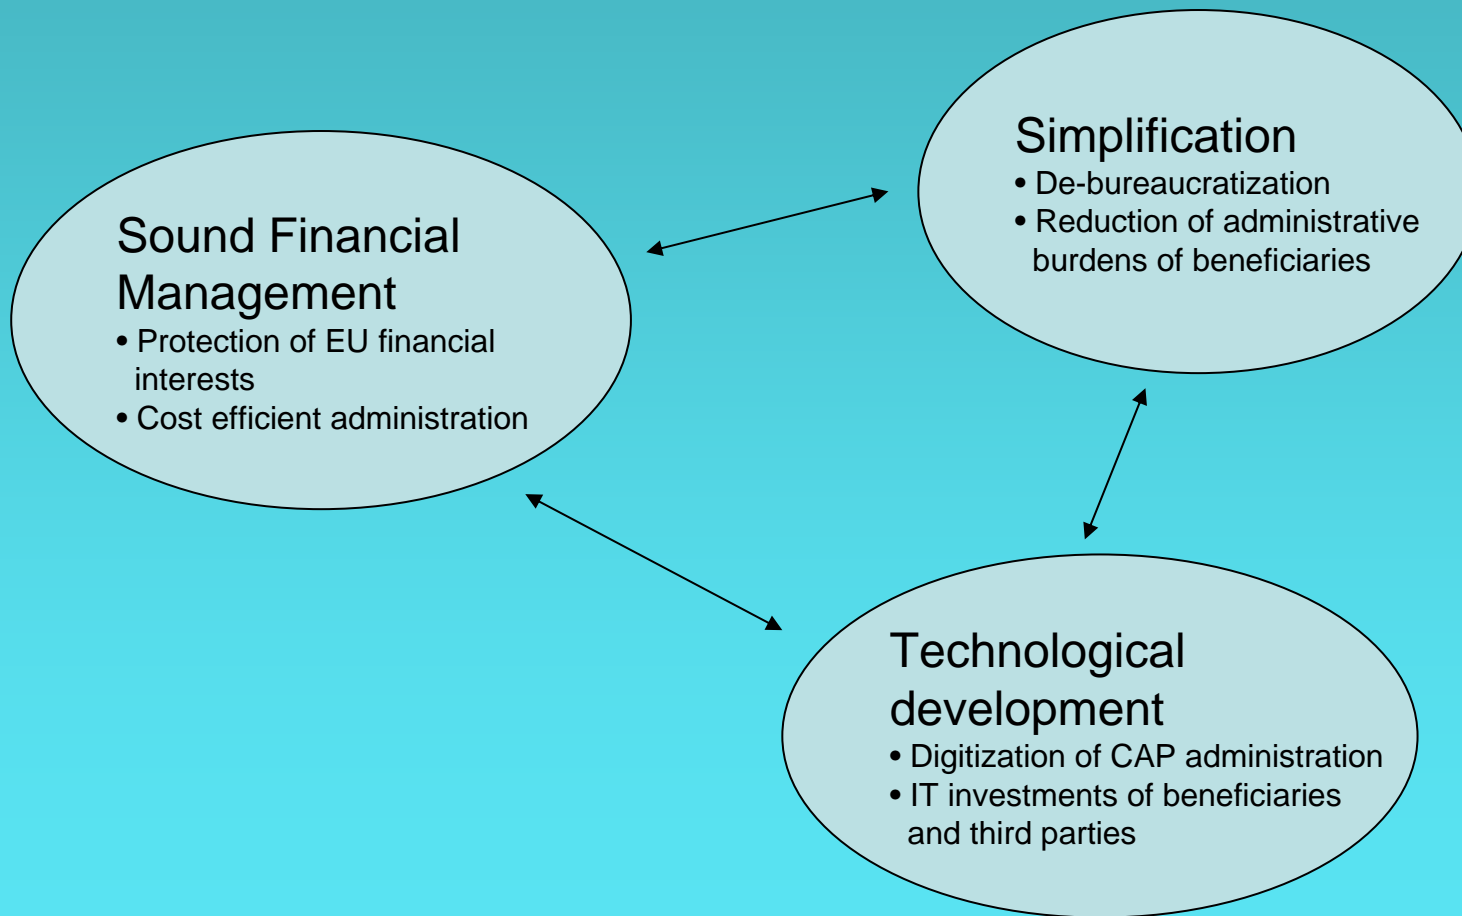 Simplification
• De-bureaucratization
• Reduction of administrative
burdens of beneficiaries
Sound Financial
Management
• Protection of EU financial
interests
• Cost efficient administration
Technological
development
• Digitization of CAP administration
• IT investments of beneficiaries
and third parties